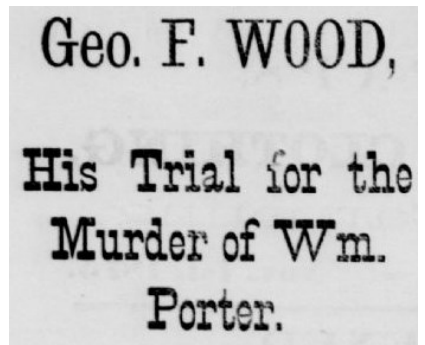 Geo. F. WOOD,
His Trial for the
Murder of Wm.
Porter.